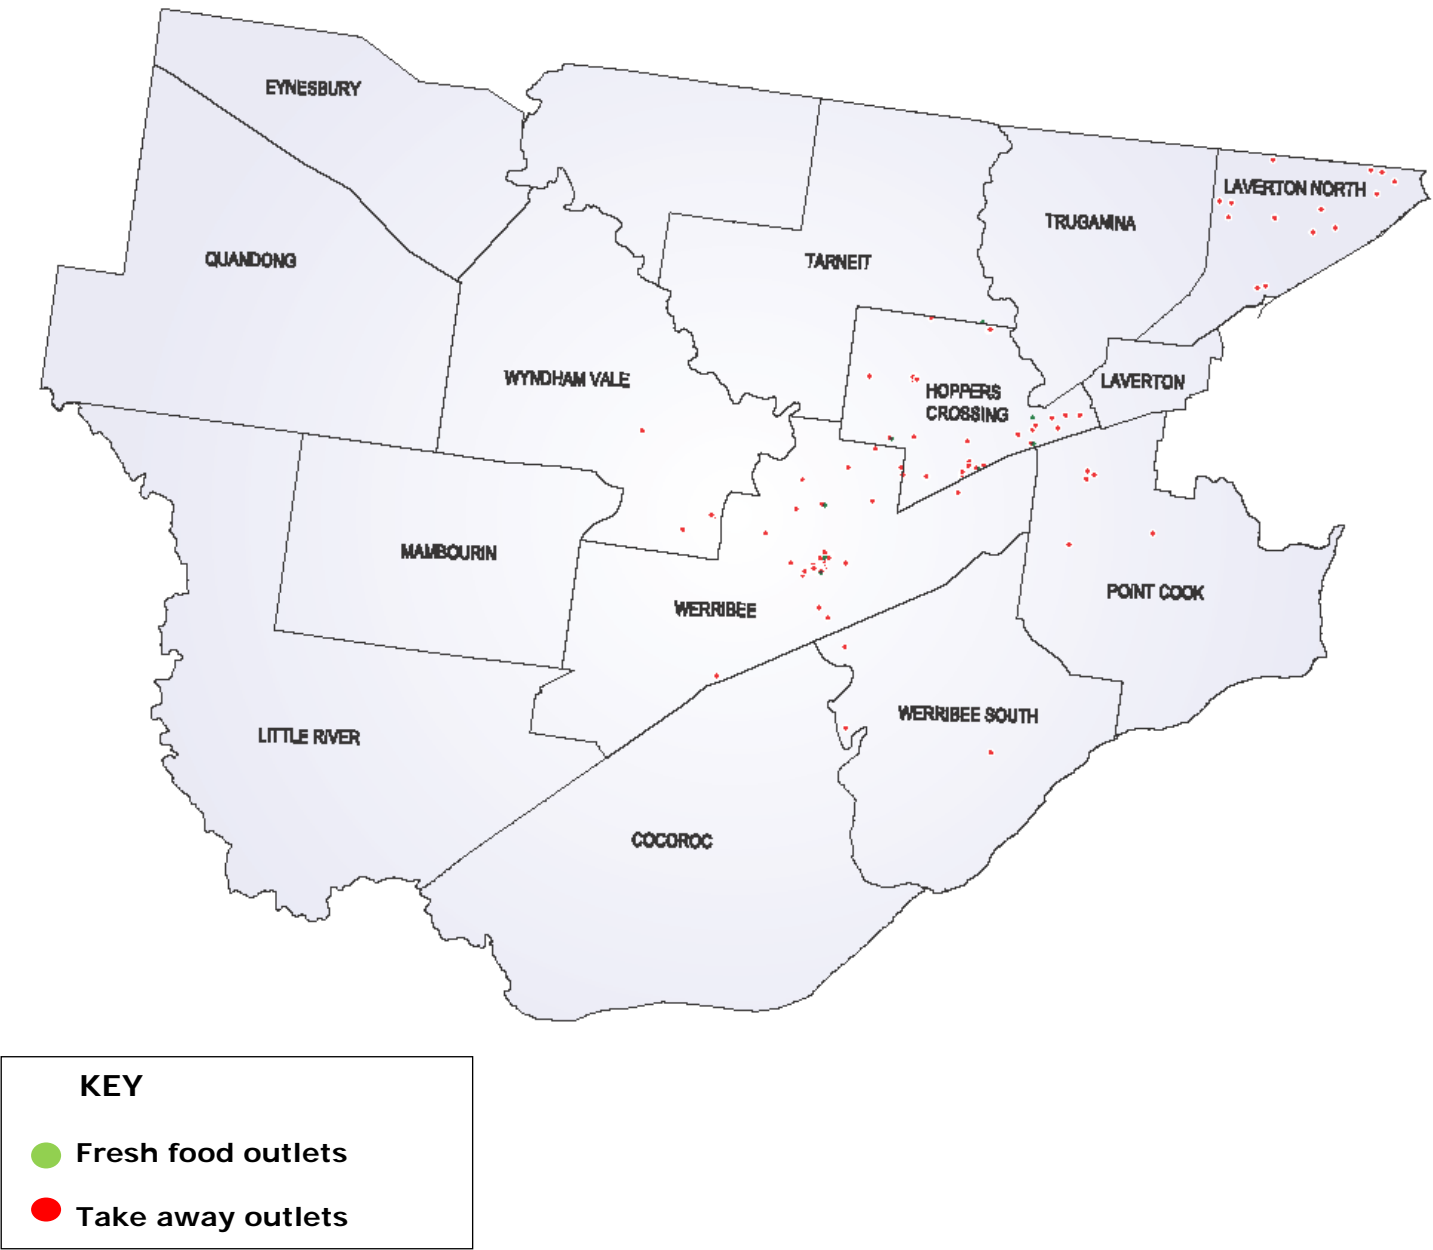 EYNESBURY
LAVERTON NORTH
TRUGANINA
QUANDONG
TARNEIT
WYNDHAM VALE
LAVERTON
HOPPERS
CROSSING
MAMBOURIN
POINT COOK
WERRIBEE
WERRIBEE SOUTH
LITTLE RIVER
COCOROC
KEY
Fresh food outlets
Take away outlets